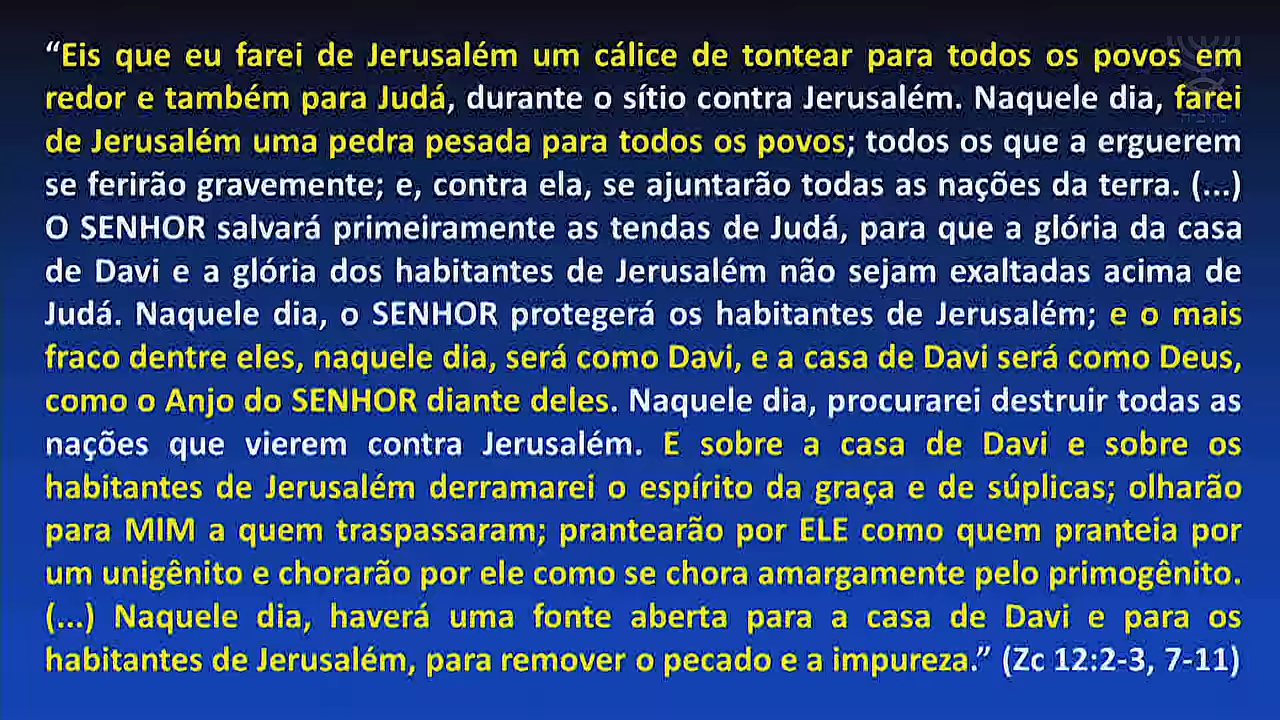 “Eis que eu farei de Jerusalém um cálice de tontear para todos os povos em
redor e também para Judá, durante o sítio contra Jerusalém. Naquele dia, farei
de Jerusalém uma pedra pesada para todos os povos; todos os que a erguerem
se ferirão gravemente; e, contra ela, se ajuntarão todas as nações da terra. (...)
O SENHOR salvará primeiramente as tendas de Judá, para que a glória da casa
de Davi e a glória dos habitantes de Jerusalém não sejam exaltadas acima de
Judá. Naquele dia, o SENHOR protegerá os habitantes de Jerusalém; e o mais
fraco dentre eles, naquele dia, será como Davi, e a casa de Davi será como Deus,
como o Anjo do SENHOR diante deles. Naquele dia, procurarei destruir todas as
nações que vierem contra Jerusalém. E sobre a casa de Davi e sobre os
habitantes de Jerusalém derramarei o espírito da graça e de súplicas; olharão
para MIM a quem traspassaram; prantearão por ELE como quem pranteia por
um unigênito e chorarão por ele como se chora amargamente pelo primogênito.
(...) Naquele dia, haverá uma fonte aberta para a casa de Davi e para os
habitantes de Jerusalém, para remover o pecado e a impureza.” (Zc 12:2-3, 7-11)